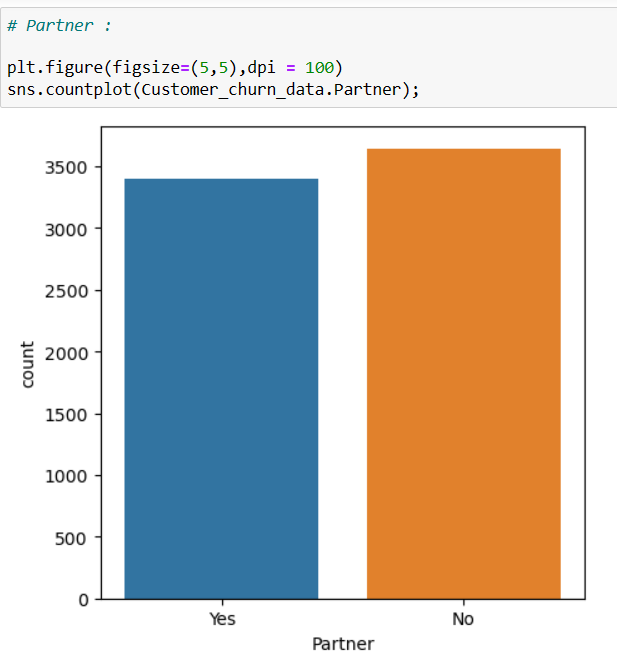 # Partner :
plt.figure(figsize=(5,5),dpi = 100)
sns.countplot(Customer_churn_data.Partner);
3500
3000
2500
2000
1500
1000
500
0
count
Yes No
Partner